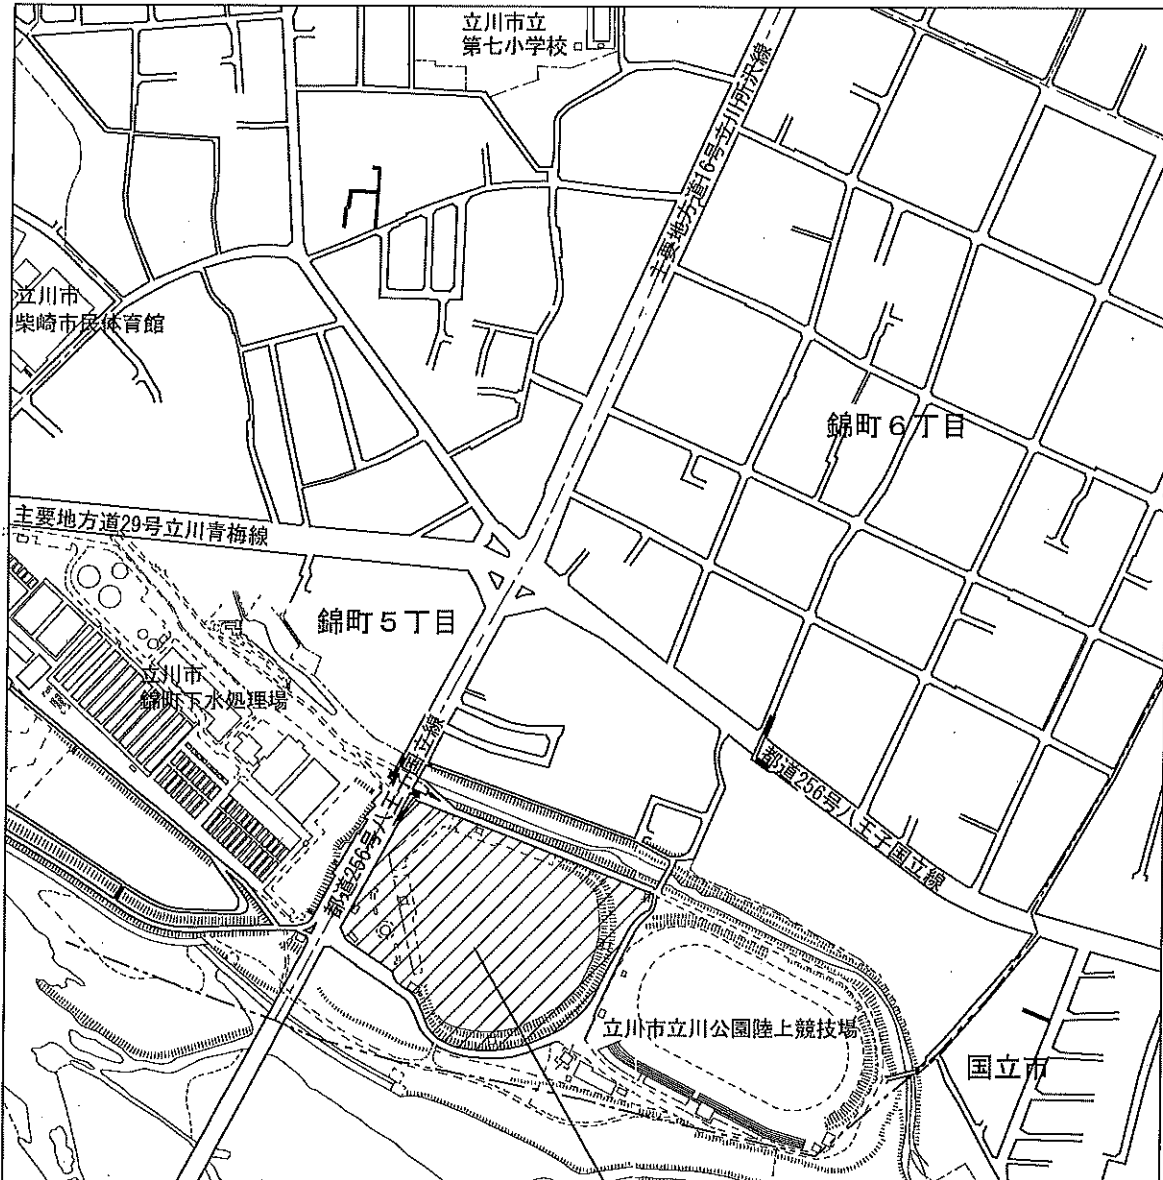 立川市立
第七小学校
主要地方道16号立川所沢線
立川市
柴崎市民体育館
錦町６丁目
主要地方道29号立川青梅線
錦町５丁目
立川市
錦町下水処理場
都道256号八王子国立線
都道256号八王子国立線
立川市立川公園陸上競技場
国立市